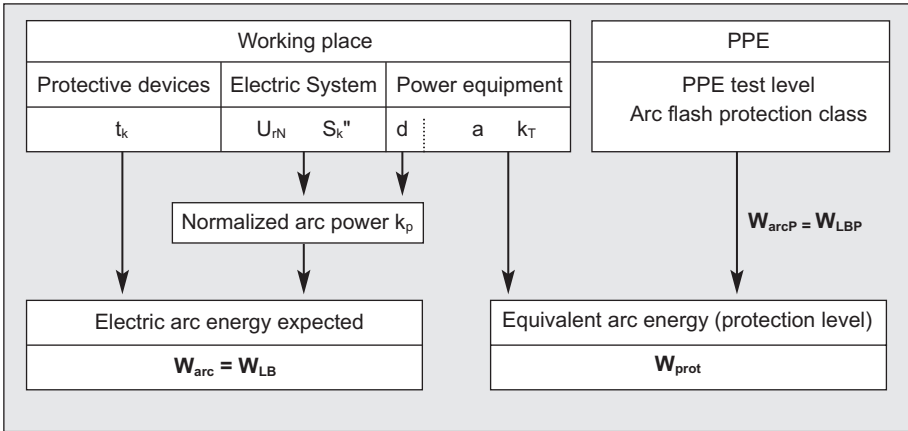 Working place
PPE
Protective devices Electric System Power equipment
PPE test level
Arc flash protection class
tk UrN Sk" d a kT
Normalized arc power kp
WarcP = WLBP
Electric arc energy expected
Equivalent arc energy (protection level)
Warc = WLB
Wprot